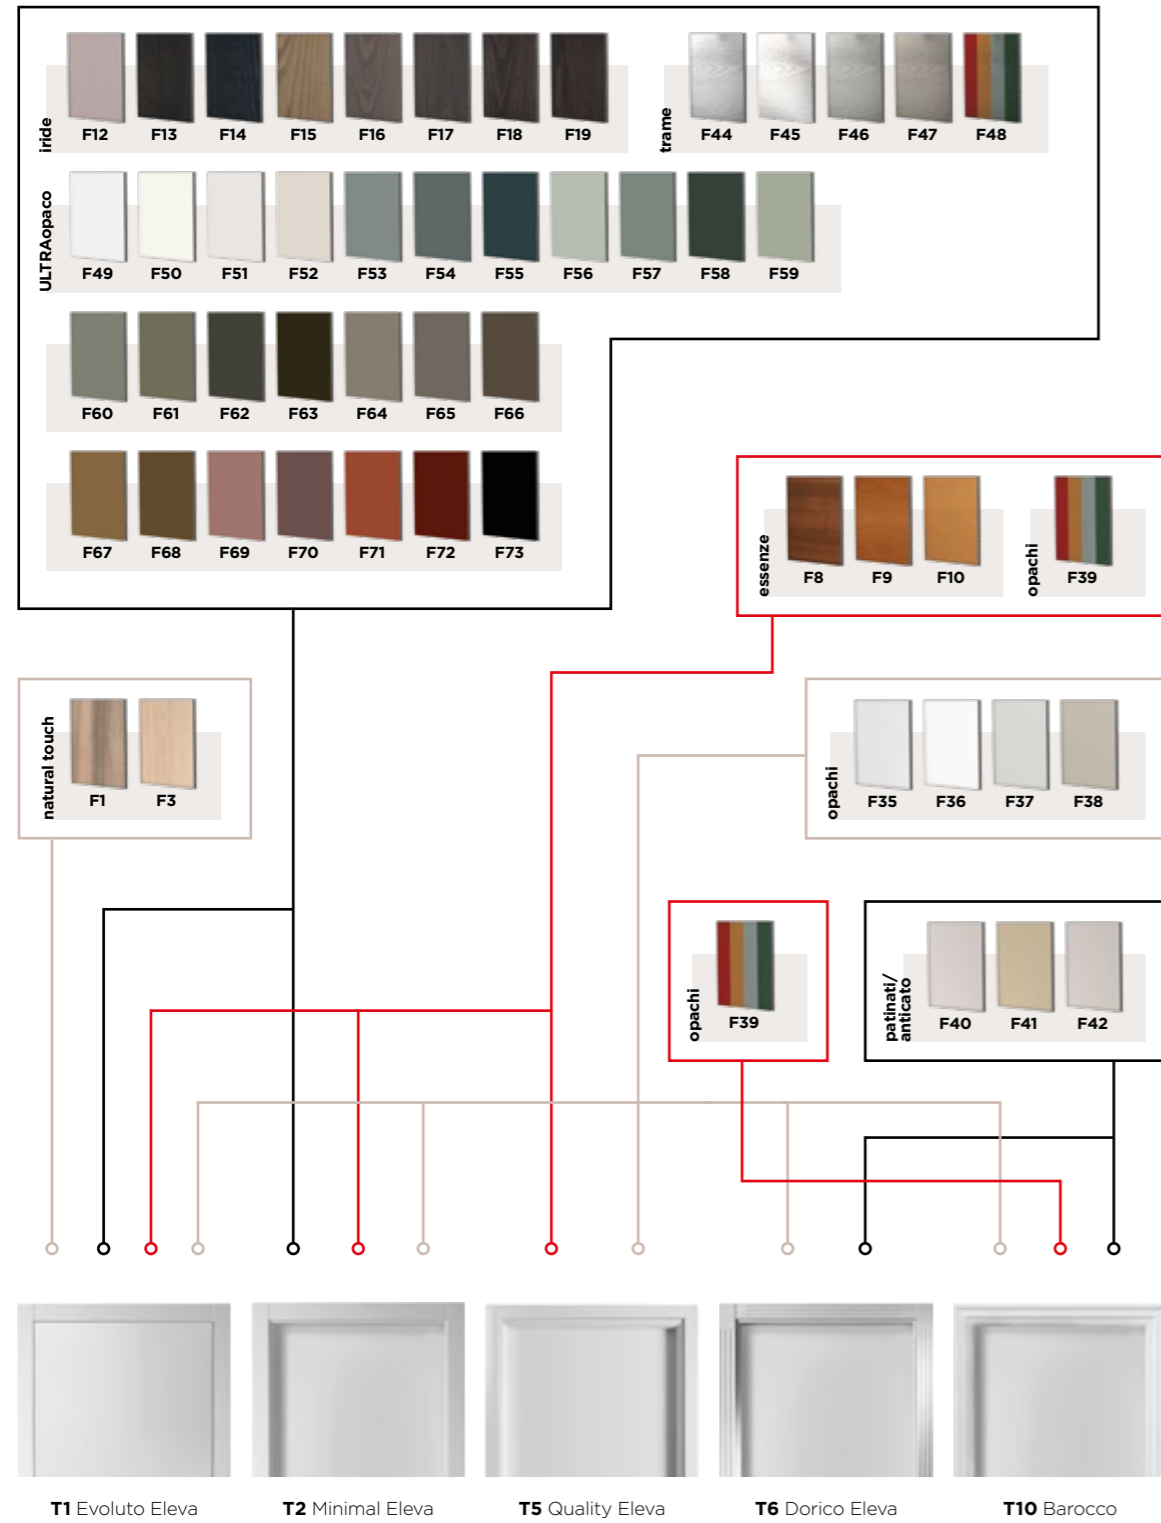 iride
F12 F13 F14 F15 F16 F17 F18 F19
trame
F44 F45 F46 F47 F48
ULTRAopaco
F49 F50 F51 F52 F53 F54 F55 F56 F57 F58 F59
F60 F61 F62 F63 F64 F65 F66
F67 F68 F69 F70 F71 F72 F73
essenze
F8 F9 F10
opachi
F39
natural touch
F1 F3
opachi
F35 F36 F37 F38
opachi
F39
patinati/
anticato
F40 F41 F42
T1 Evoluto Eleva
T2 Minimal Eleva
T5 Quality Eleva
T6 Dorico Eleva
T10 Barocco